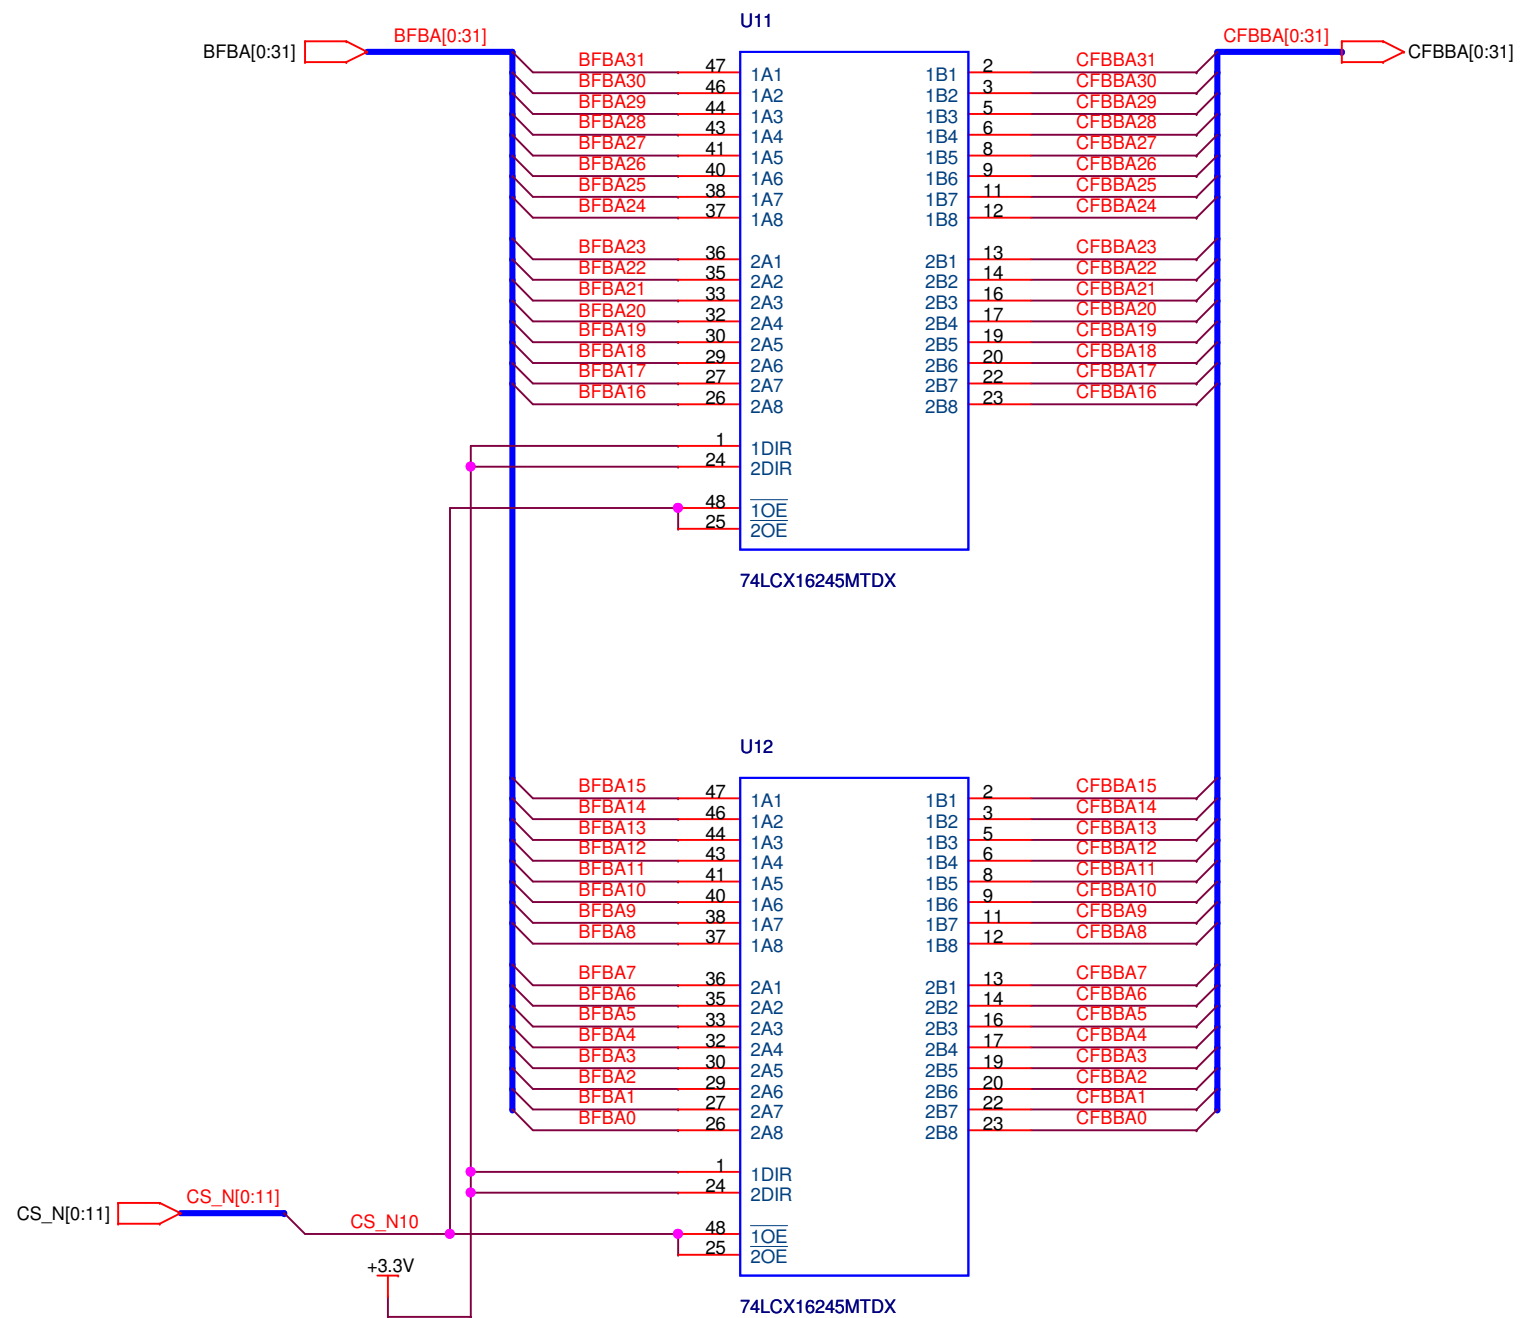 U11
BFBA[0:31] BFBA[0:31] CFBBA[0:31] CFBBA[0:31]
BFBA31 47 1A1 1B1 2 CFBBA31
BFBA30 46 1A2 1B2 3 CFBBA30
BFBA29 44 1A3 1B3 5 CFBBA29
BFBA28 43 1A4 1B4 6 CFBBA28
BFBA27 41 1A5 1B5 8 CFBBA27
BFBA26 40 1A6 1B6 9 CFBBA26
BFBA25 38 1A7 1B7 11 CFBBA25
BFBA24 37 1A8 1B8 12 CFBBA24
BFBA23 36 2A1 2B1 13 CFBBA23
BFBA22 35 2A2 2B2 14 CFBBA22
BFBA21 33 2A3 2B3 16 CFBBA21
BFBA20 32 2A4 2B4 17 CFBBA20
BFBA19 30 2A5 2B5 19 CFBBA19
BFBA18 29 2A6 2B6 20 CFBBA18
BFBA17 27 2A7 2B7 22 CFBBA17
BFBA16 26 2A8 2B8 23 CFBBA16
1 1DIR
24 2DIR
48 1OE
25 2OE
74LCX16245MTDX
U12
BFBA15 47 1A1 1B1 2 CFBBA15
BFBA14 46 1A2 1B2 3 CFBBA14
BFBA13 44 1A3 1B3 5 CFBBA13
BFBA12 43 1A4 1B4 6 CFBBA12
BFBA11 41 1A5 1B5 8 CFBBA11
BFBA10 40 1A6 1B6 9 CFBBA10
BFBA9 38 1A7 1B7 11 CFBBA9
BFBA8 37 1A8 1B8 12 CFBBA8
BFBA7 36 2A1 2B1 13 CFBBA7
BFBA6 35 2A2 2B2 14 CFBBA6
BFBA5 33 2A3 2B3 16 CFBBA5
BFBA4 32 2A4 2B4 17 CFBBA4
BFBA3 30 2A5 2B5 19 CFBBA3
BFBA2 29 2A6 2B6 20 CFBBA2
BFBA1 27 2A7 2B7 22 CFBBA1
BFBA0 26 2A8 2B8 23 CFBBA0
1 1DIR
24 2DIR
CS_N[0:11] CS_N[0:11]
CS_N10 48 1OE
25 2OE
+3.3V
74LCX16245MTDX